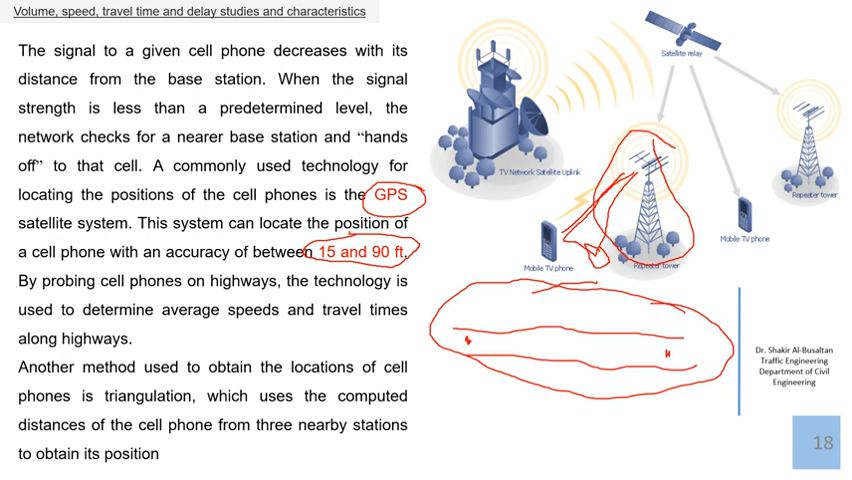 Volume, speed, travel time and delay studies and characteristics
The signal to a given cell phone decreases with its
distance from the base station. When the signal
strength is less than a predetermined level, the
network checks for a nearer base station and “hands
off” to that cell. A commonly used technology for
locating the positions of the cell phones is the GPS
satellite system. This system can locate the position of
a cell phone with an accuracy of between 15 and 90 ft.
By probing cell phones on highways, the technology is
used to determine average speeds and travel times
along highways.
Another method used to obtain the locations of cell
phones is triangulation, which uses the computed
distances of the cell phone from three nearby stations
to obtain its position
Satellite relay
TV Network Satellite Uplink
Repeater tower
Mobile TV phone
Mobile TV phone
Repeater tower
Dr. Shakir Al-Busaltan
Traffic Engineering
Department of Civil
Engineering
18